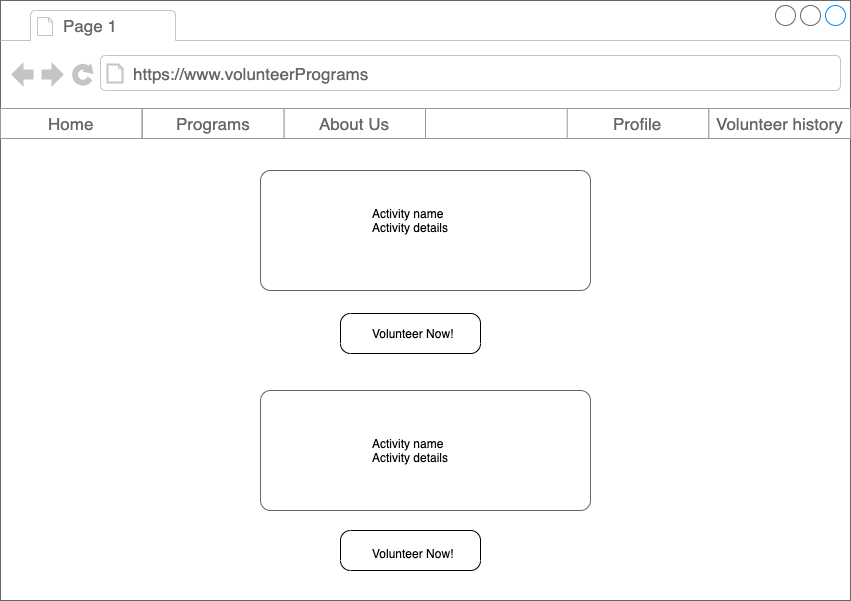 Page 1
https://www.volunteerPrograms
Home Programs About Us Profile Volunteer history
Activity name
Activity details
Volunteer Now!
Activity name
Activity details
Volunteer Now!